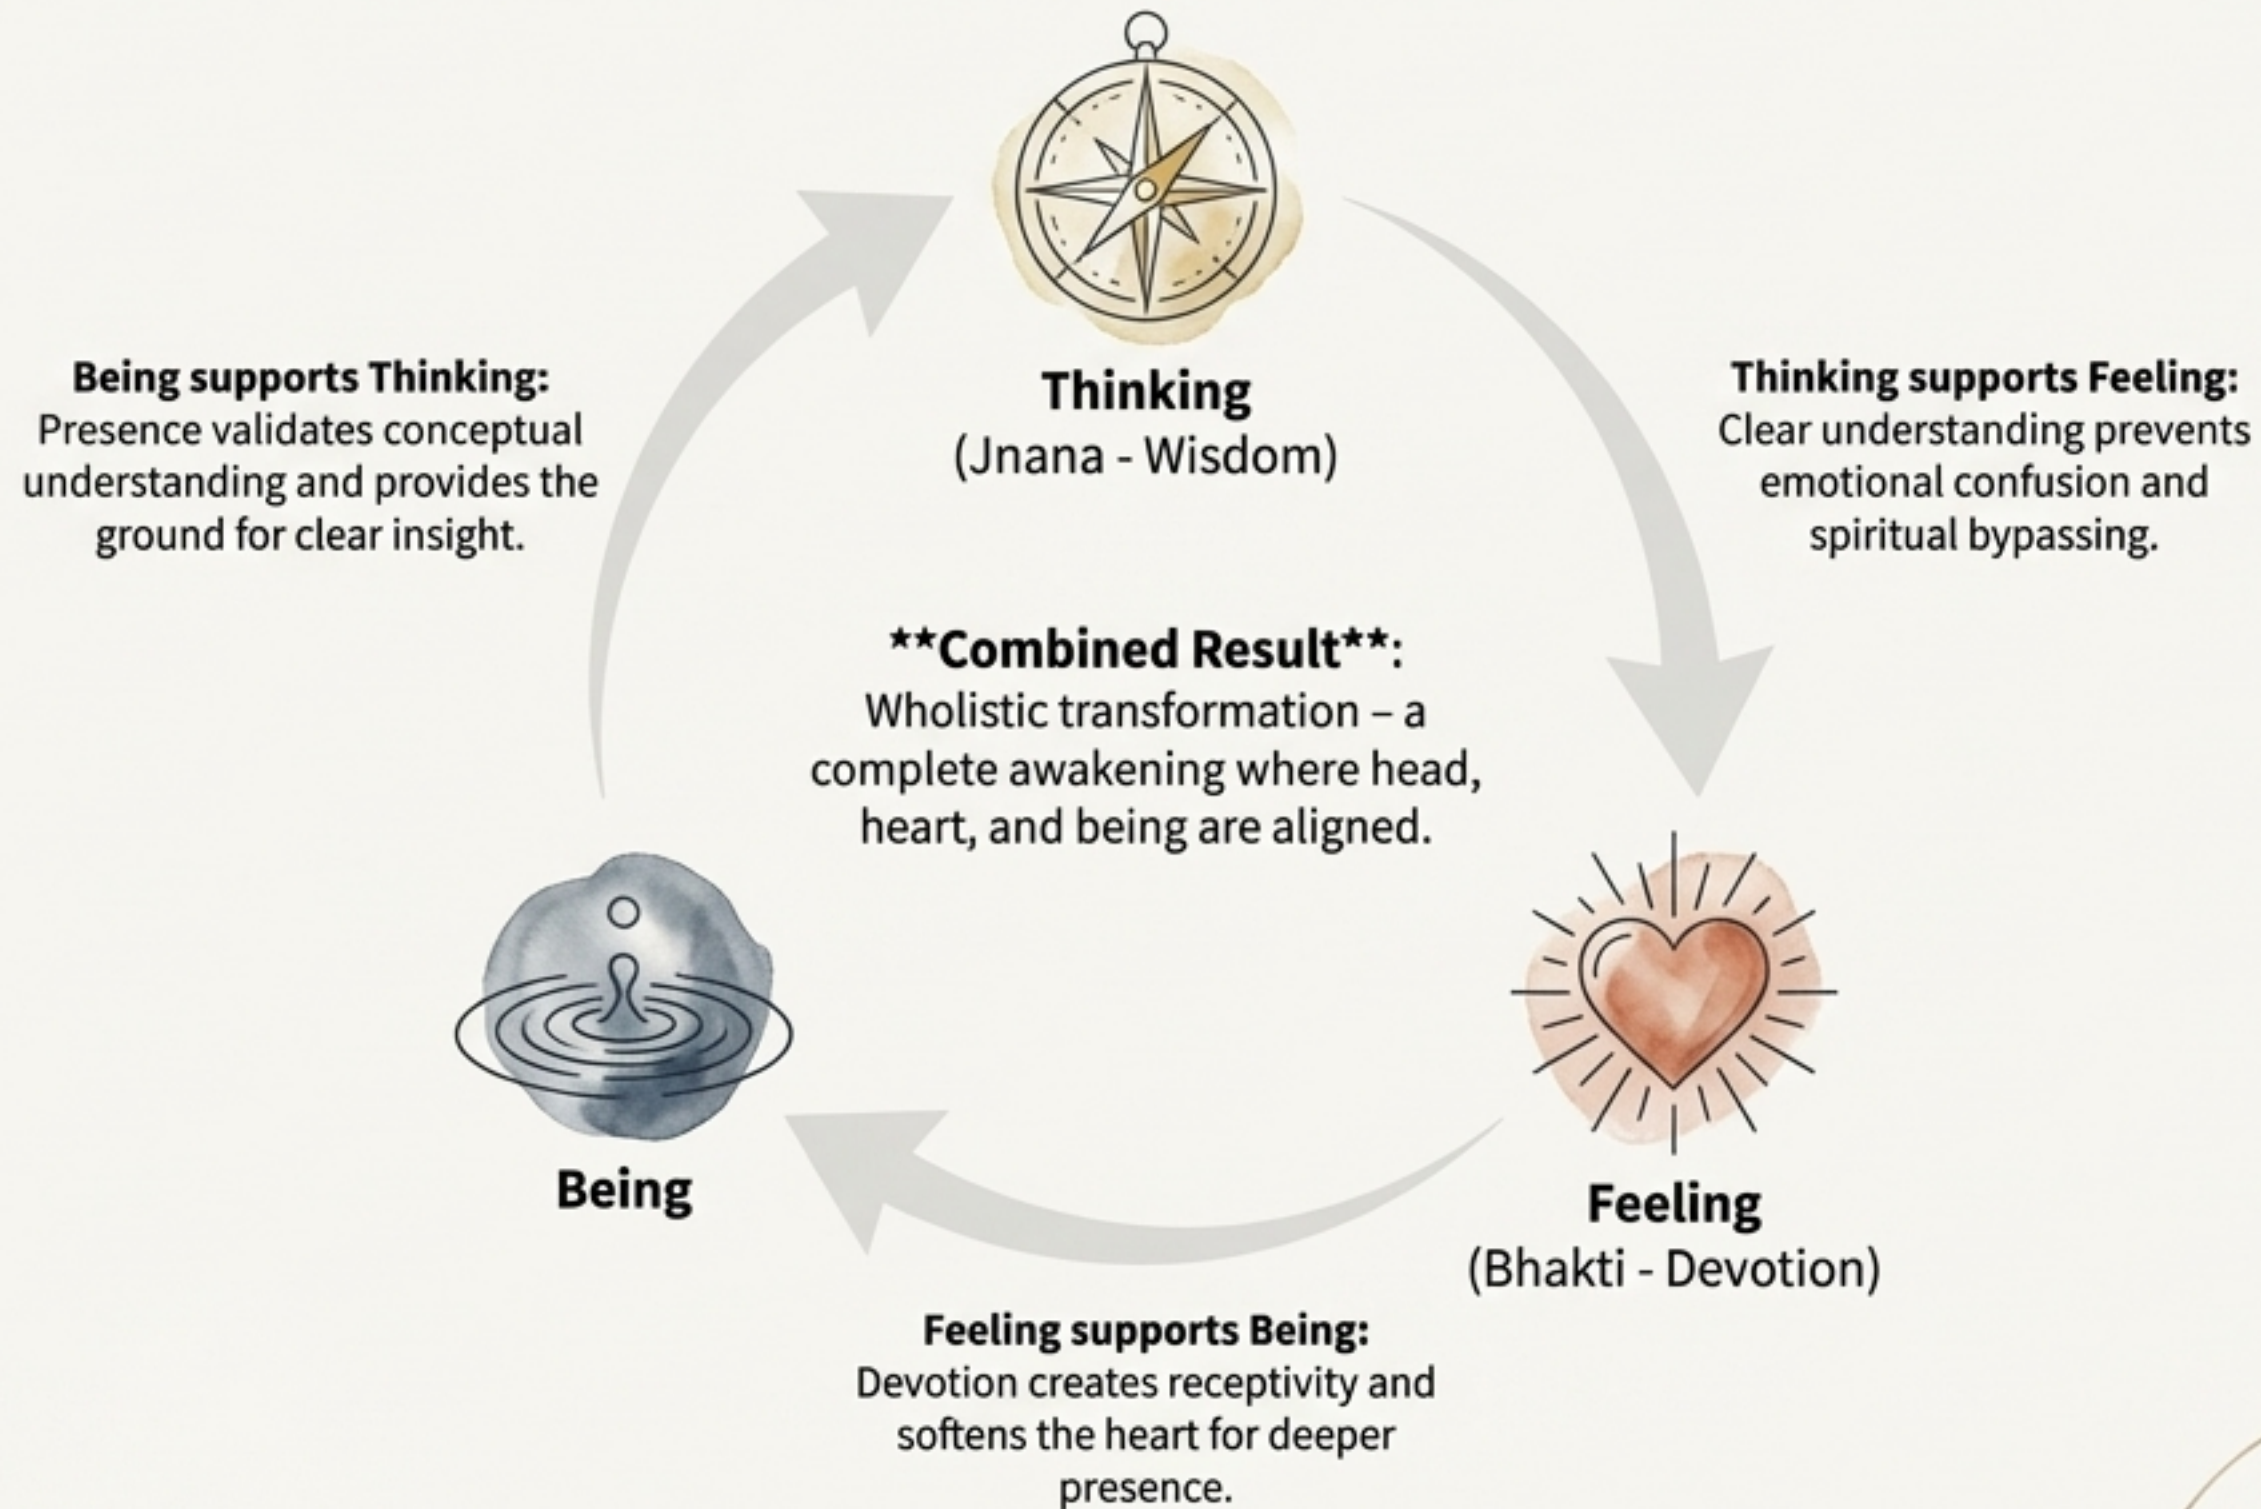 Thinking
(Jnana - Wisdom)
Being supports Thinking:
Presence validates conceptual
understanding and provides the
ground for clear insight.
Thinking supports Feeling:
Clear understanding prevents
emotional confusion and
spiritual bypassing.
**Combined Result**:
Wholistic transformation – a
complete awakening where head,
heart, and being are aligned.
Being
Feeling
(Bhakti - Devotion)
Feeling supports Being:
Devotion creates receptivity and
softens the heart for deeper
presence.